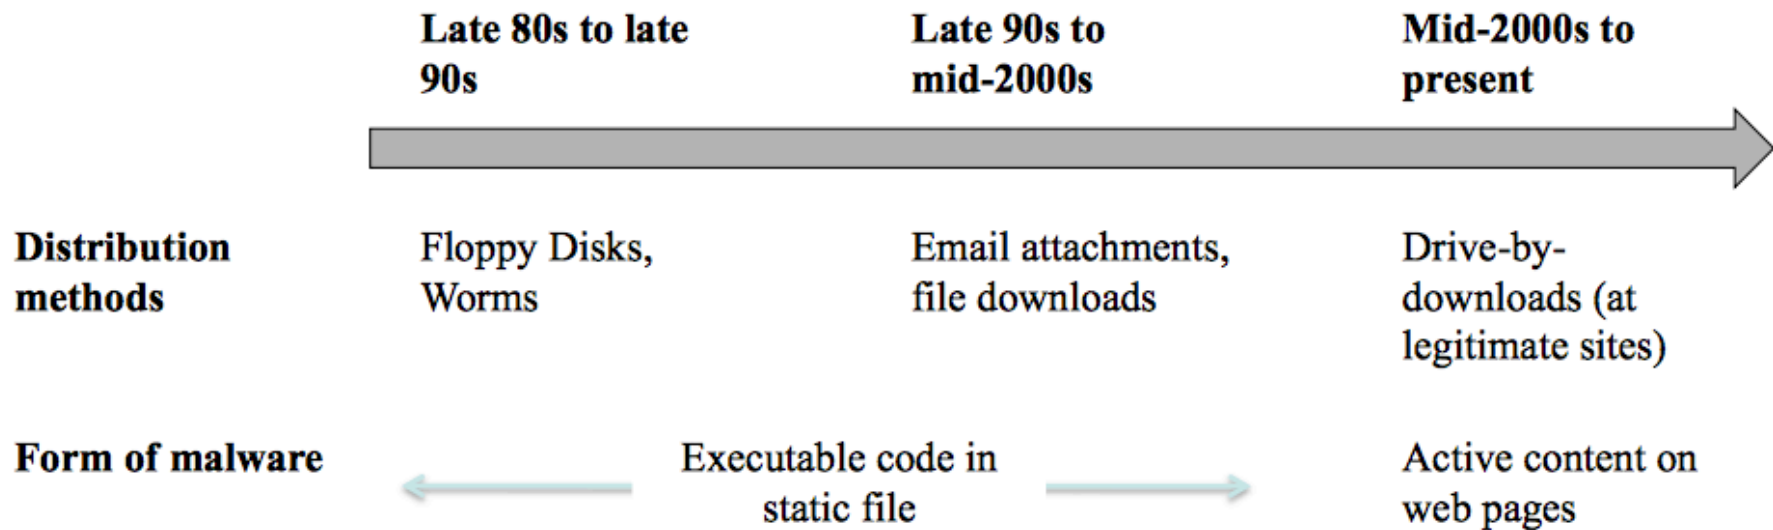 Late 80s to late
90s
Late 90s to
mid-2000s
Mid-2000s to
present
Distribution
methods
Floppy Disks,
Worms
Email attachments,
file downloads
Drive-by-
downloads (at
legitimate sites)
Form of malware
Executable code in
static file
Active content on
web pages